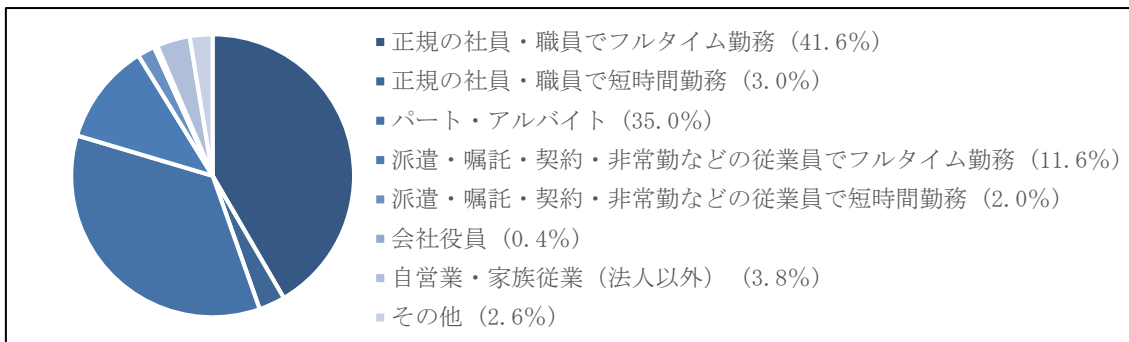 正規の社員・職員でフルタイム勤務 (41.6%)
正規の社員・職員で短時間勤務 (3.0%)
パート・アルバイト (35.0%)
派遣・嘱託・契約・非常勤などの従業員でフルタイム勤務 (11.6%)
派遣・嘱託・契約・非常勤などの従業員で短時間勤務 (2.0%)
会社役員 (0.4%)
自営業・家族従業(法人以外) (3.8%)
その他 (2.6%)